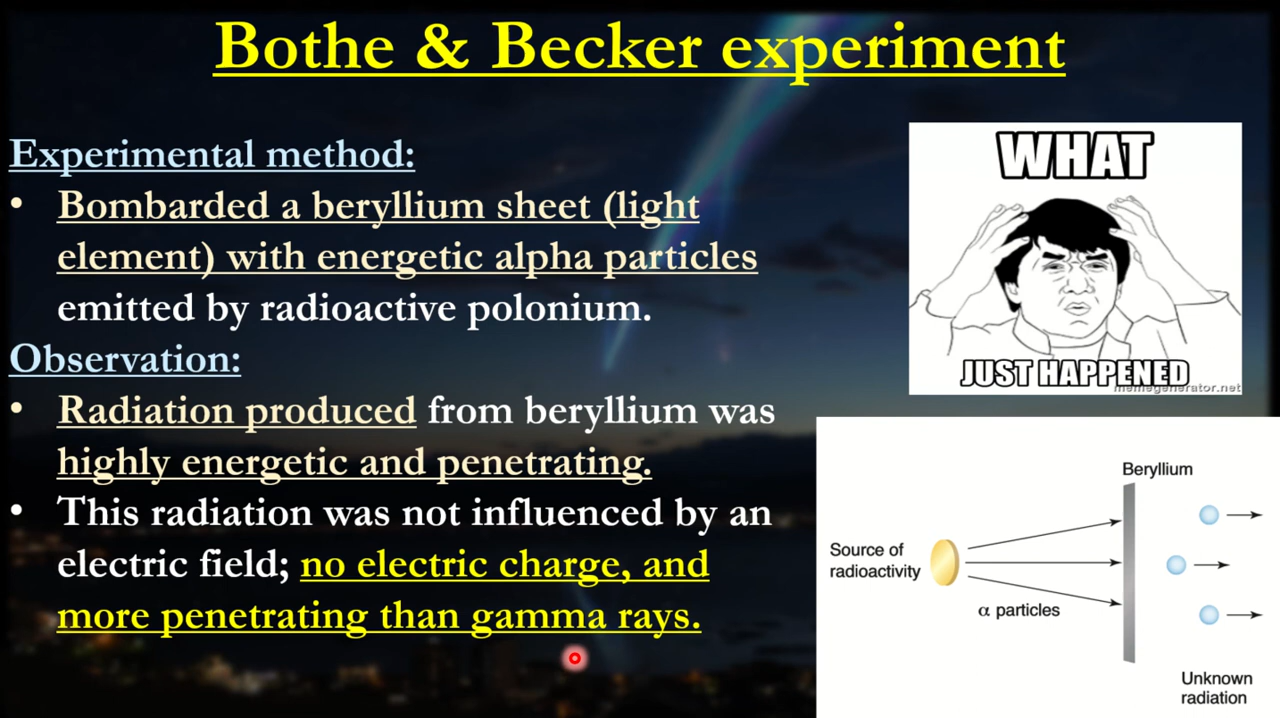 Bothe & Becker experiment
Experimental method:
• Bombarded a beryllium sheet (light
element) with energetic alpha particles
emitted by radioactive polonium.
Observation:
• Radiation produced from beryllium was
highly energetic and penetrating.
• This radiation was not influenced by an
electric field; no electric charge, and
more penetrating than gamma rays.
WHAT
JUST HAPPENED
memegenerator.net
Beryllium
Source of
radioactivity
α particles
Unknown
radiation